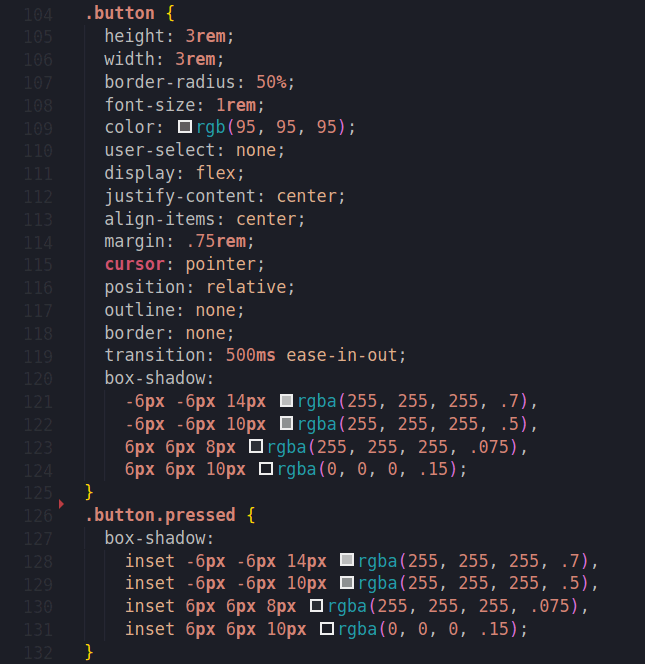 104 .button {
105 height: 3rem;
106 width: 3rem;
107 border-radius: 50%;
108 font-size: 1rem;
109 color: rgb(95, 95, 95);
110 user-select: none;
111 display: flex;
112 justify-content: center;
113 align-items: center;
114 margin: .75rem;
115 cursor: pointer;
116 position: relative;
117 outline: none;
118 border: none;
119 transition: 500ms ease-in-out;
120 box-shadow:
121 -6px -6px 14px rgba(255, 255, 255, .7),
122 -6px -6px 10px rgba(255, 255, 255, .5),
123 6px 6px 8px rgba(255, 255, 255, .075),
124 6px 6px 10px rgba(0, 0, 0, .15);
125 }
126 .button.pressed {
127 box-shadow:
128 inset -6px -6px 14px rgba(255, 255, 255, .7),
129 inset -6px -6px 10px rgba(255, 255, 255, .5),
130 inset 6px 6px 8px rgba(255, 255, 255, .075),
131 inset 6px 6px 10px rgba(0, 0, 0, .15);
132 }